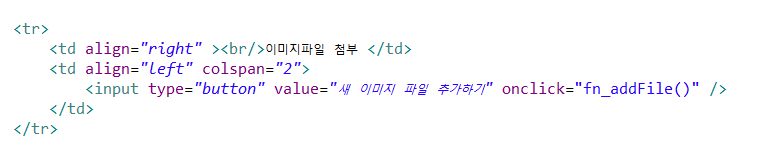 <tr>
<td align="right" ><br/>이미지파일 첨부 </td>
<td align="left" colspan="2">
<input type="button" value="새 이미지 파일 추가하기" onclick="fn_addFile()" />
</td>
</tr>